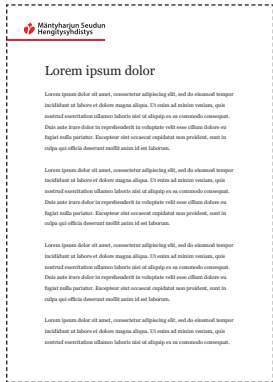 Mäntyharjun Seudun
Hengitysyhdistys
Lorem ipsum dolor
Lorem ipsum dolor sit amet, consectetur adipiscing elit, sed do eiusmod tempor
incididunt ut labore et dolore magna aliqua. Ut enim ad minim veniam, quis
nostrud exercitation ullamco laboris nisi ut aliquip ex ea commodo consequat.
Duis aute irure dolor in reprehenderit in voluptate velit esse cillum dolore eu
fugiat nulla pariatur. Excepteur sint occaecat cupidatat non proident, sunt in
culpa qui officia deserunt mollit anim id est laborum.
Lorem ipsum dolor sit amet, consectetur adipiscing elit, sed do eiusmod tempor
incididunt ut labore et dolore magna aliqua. Ut enim ad minim veniam, quis
nostrud exercitation ullamco laboris nisi ut aliquip ex ea commodo consequat.
Duis aute irure dolor in reprehenderit in voluptate velit esse cillum dolore eu
fugiat nulla pariatur. Excepteur sint occaecat cupidatat non proident, sunt in
culpa qui officia deserunt mollit anim id est laborum.
Lorem ipsum dolor sit amet, consectetur adipiscing elit, sed do eiusmod tempor
incididunt ut labore et dolore magna aliqua. Ut enim ad minim veniam, quis
nostrud exercitation ullamco laboris nisi ut aliquip ex ea commodo consequat.
Duis aute irure dolor in reprehenderit in voluptate velit esse cillum dolore eu
fugiat nulla pariatur. Excepteur sint occaecat cupidatat non proident, sunt in
culpa qui officia deserunt mollit anim id est laborum.
Lorem ipsum dolor sit amet, consectetur adipiscing elit, sed do eiusmod tempor
incididunt ut labore et dolore magna aliqua. Ut enim ad minim veniam, quis
nostrud exercitation ullamco laboris nisi ut aliquip ex ea commodo consequat.